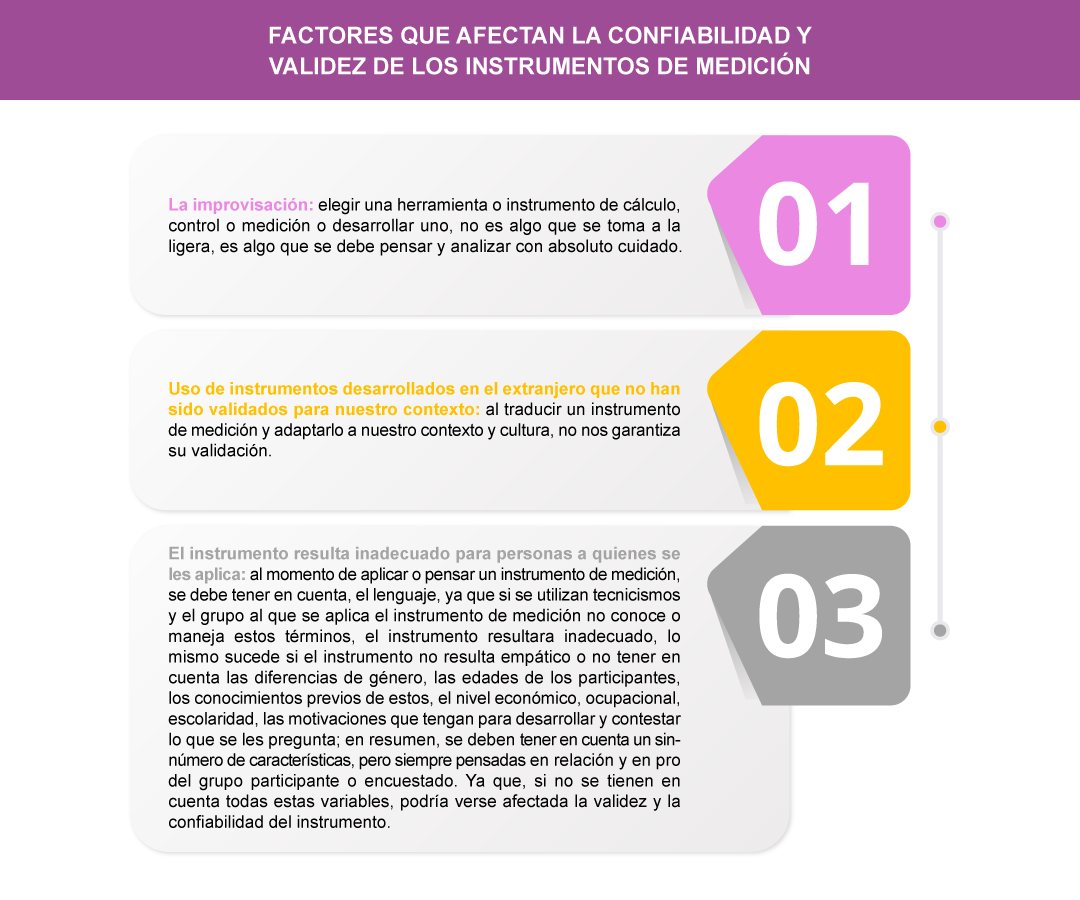 FACTORES QUE AFECTAN LA CONFIABILIDAD Y
VALIDEZ DE LOS INSTRUMENTOS DE MEDICIÓN
La improvisación: elegir una herramienta o instrumento de cálculo,
control o medición o desarrollar uno, no es algo que se toma a la
ligera, es algo que se debe pensar y analizar con absoluto cuidado.
01
Uso de instrumentos desarrollados en el extranjero que no han
sido validados para nuestro contexto: al traducir un instrumento
de medición y adaptarlo a nuestro contexto y cultura, no nos garantiza
su validación.
02
El instrumento resulta inadecuado para personas a quienes se
les aplica: al momento de aplicar o pensar un instrumento de medición,
se debe tener en cuenta, el lenguaje, ya que si se utilizan tecnicismos
y el grupo al que se aplica el instrumento de medición no conoce o
maneja estos términos, el instrumento resultara inadecuado, lo
mismo sucede si el instrumento no resulta empático o no tener en
cuenta las diferencias de género, las edades de los participantes,
los conocimientos previos de estos, el nivel económico, ocupacional,
escolaridad, las motivaciones que tengan para desarrollar y contestar
lo que se les pregunta; en resumen, se deben tener en cuenta un sin-
número de características, pero siempre pensadas en relación y en pro
del grupo participante o encuestado. Ya que, si no se tienen en
cuenta todas estas variables, podría verse afectada la validez y la
confiabilidad del instrumento.
03